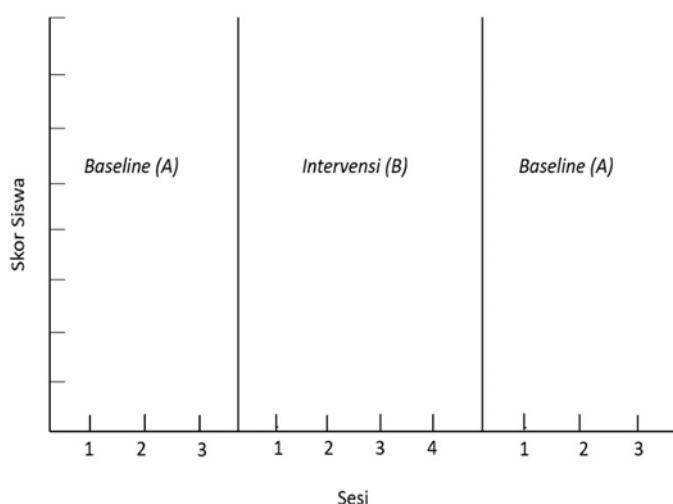 Baseline (A) Intervensi (B) Baseline (A)
Skor Siswa
1 2 3 1 2 3 4 1 2 3
Sesi